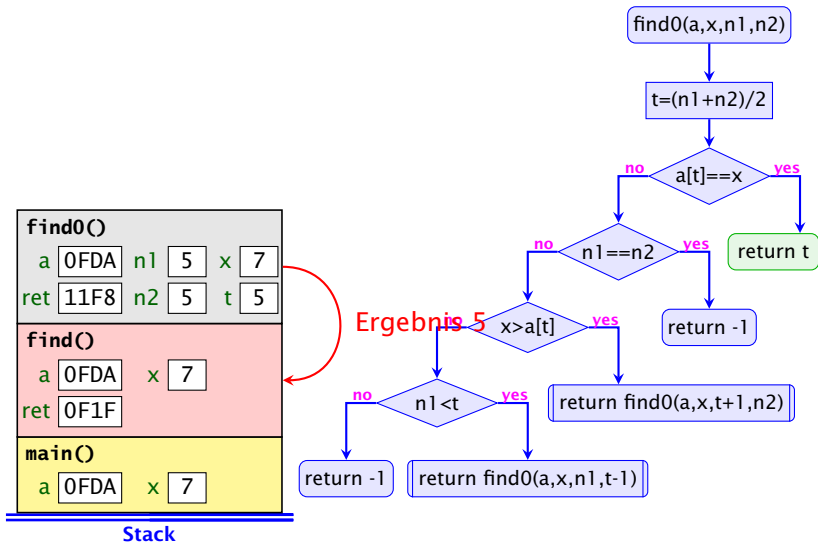 find0(a,x,n1,n2)
t=(n1+n2)/2
no
yes
a[t]==x
find0()
a 0FDA n1 5 x 7
ret 11F8 n2 5 t 5
no
yes
n1==n2
return t
find()
a 0FDA x 7
ret 0F1F
Ergebnis 5
no
yes
x>a[t]
return -1
no
yes
n1<t
return find0(a,x,t+1,n2)
main()
a 0FDA x 7
return -1
return find0(a,x,n1,t-1)
Stack